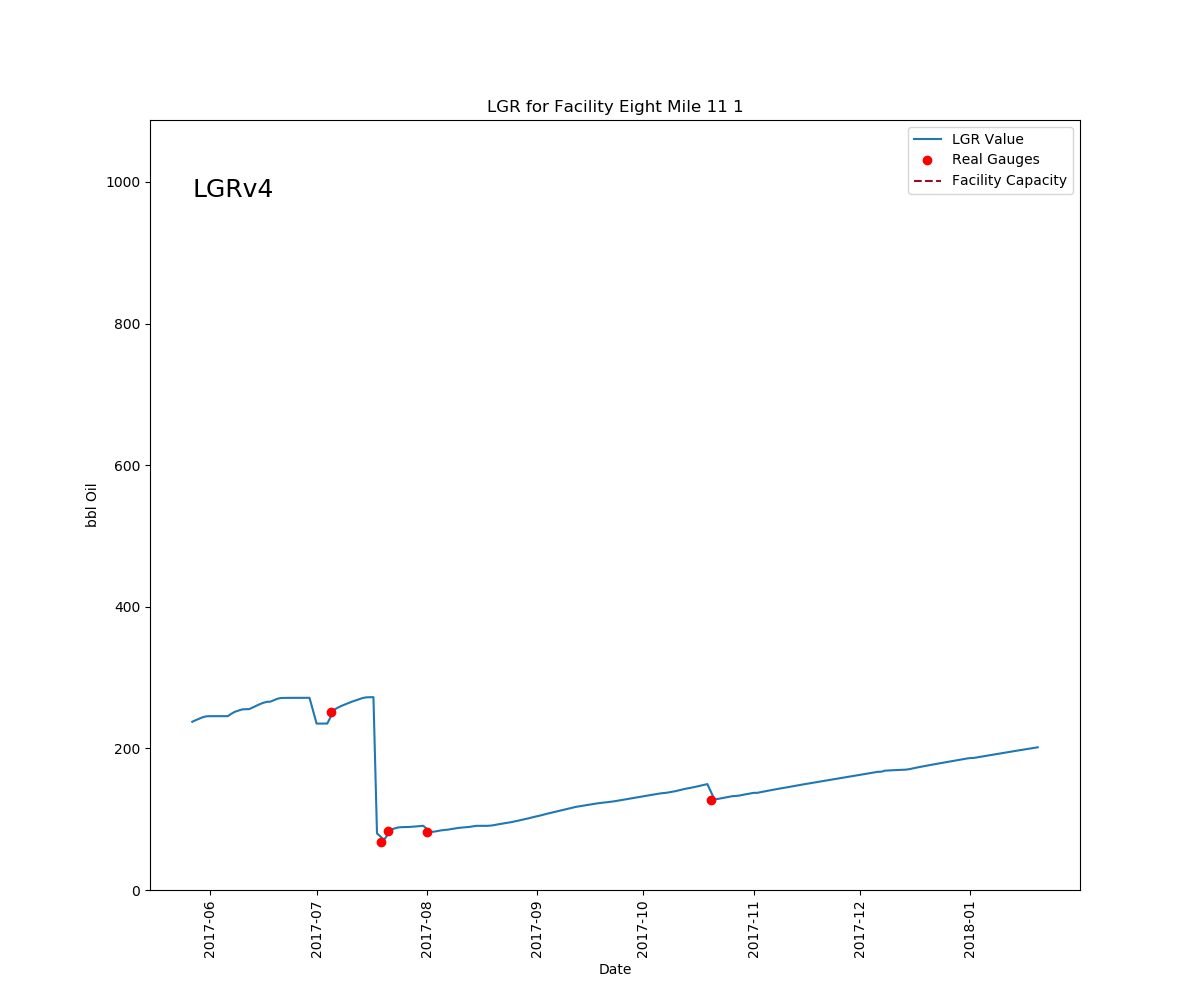 LGR for Facility Eight Mile 11 1
LGR Value
Real Gauges
Facility Capacity
LGRv4
1000
800
600
400
200
0
bbl Oil
2017-06
2017-07
2017-08
2017-09
2017-10
2017-11
2017-12
2018-01
Date